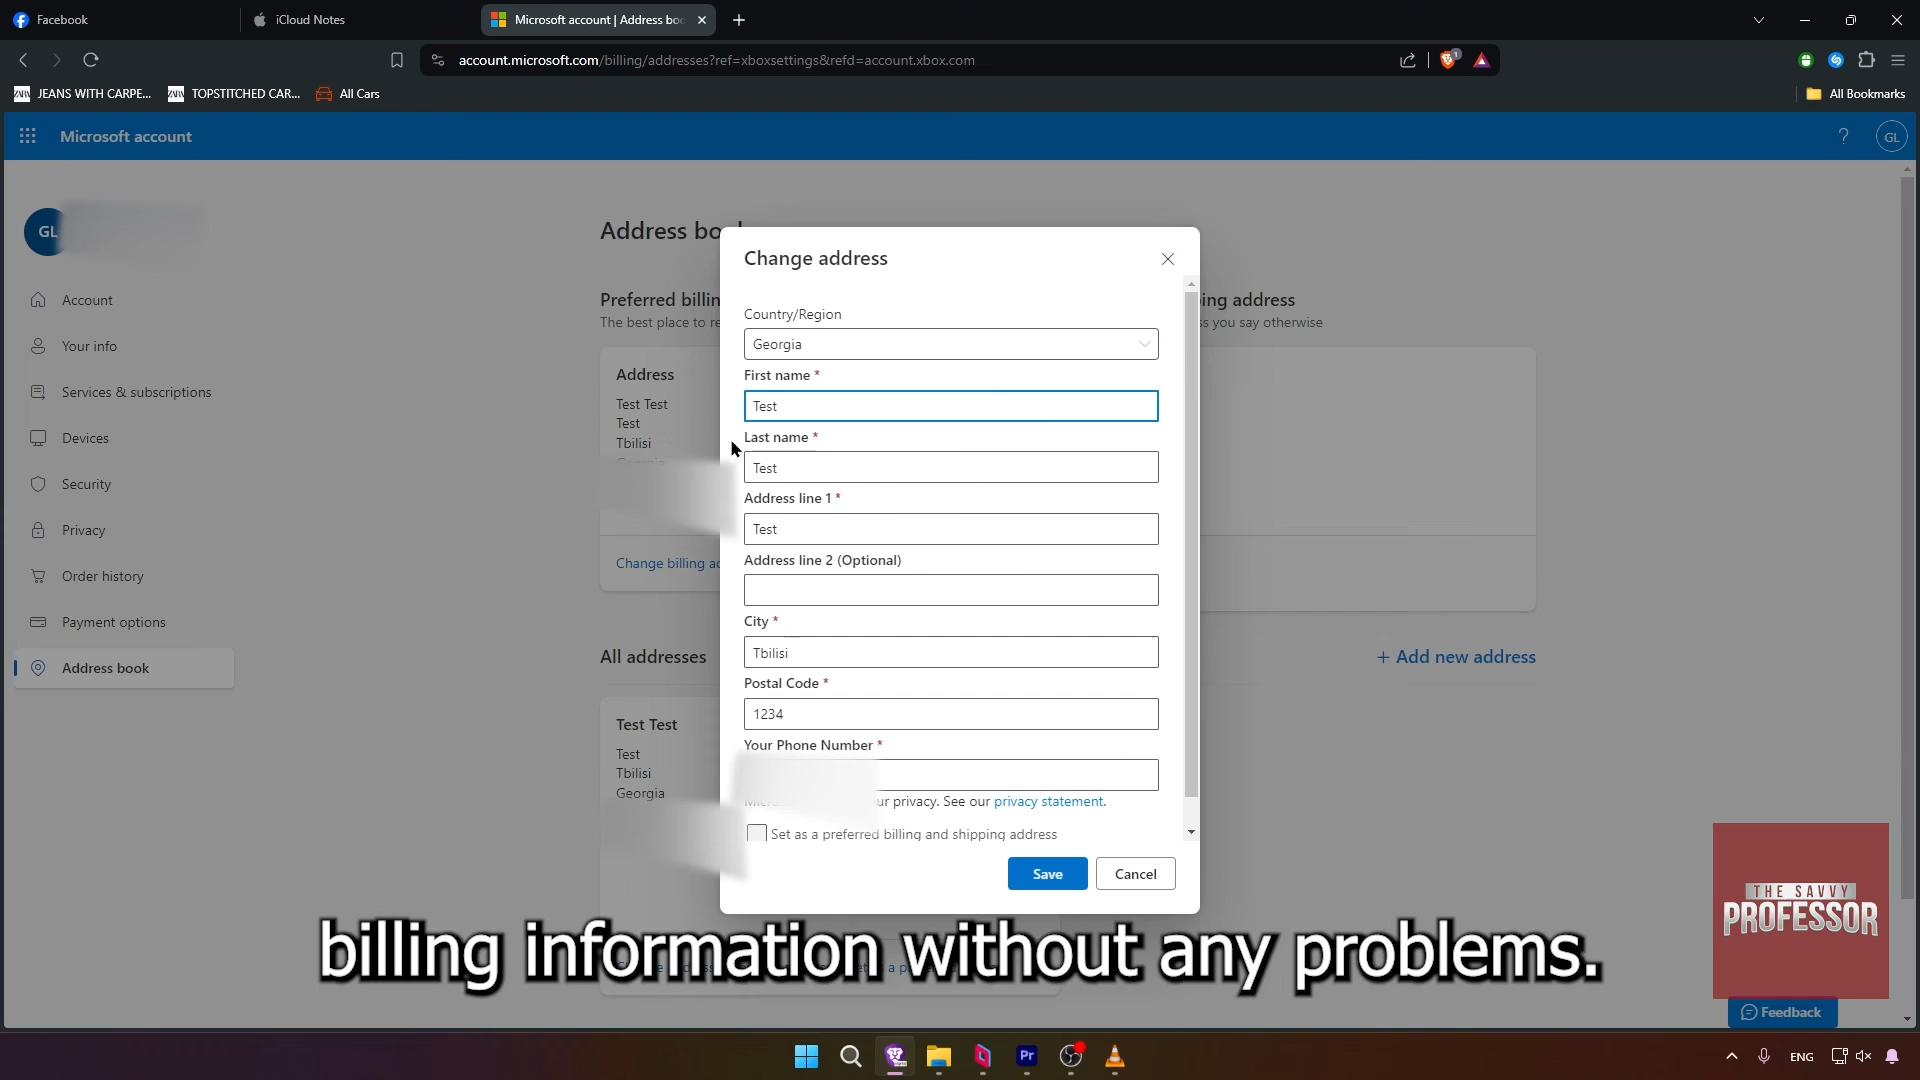 Facebook
iCloud Notes
Microsoft account | Address boo
account.microsoft.com/billing/addresses?ref=xboxsettings&refd=account.xbox.com
1
ZARA JEANS WITH CARPE...
ZARA TOPSTITCHED CAR...
All Cars
All Bookmarks
Microsoft account
?
GL
GL
Account
Your info
Services & subscriptions
Devices
Security
Privacy
Order history
Payment options
Address book
Address bo
Preferred billin
The best place to re
ing address
s you say otherwise
Address
Test Test
Test
Tbilisi
Change billing ad
All addresses
+ Add new address
Test Test
Test
Tbilisi
Georgia
Change address
Country/Region
Georgia
First name *
Test
Last name *
Test
Address line 1 *
Test
Address line 2 (Optional)
City *
Tbilisi
Postal Code *
1234
Your Phone Number *
ur privacy. See our privacy statement.
Set as a preferred billing and shipping address
Save
Cancel
billing information without any problems.
THE SAVVY
PROFESSOR
Feedback
Pr
ENG